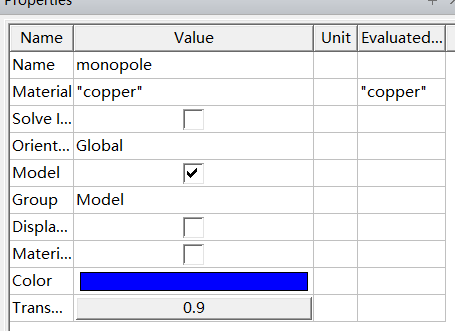 Properties
Name Value Unit Evaluated...
Name monopole
Material "copper" "copper"
Solve I...
Orient... Global
Model
Group Model
Displa...
Materi...
Color
Trans... 0.9